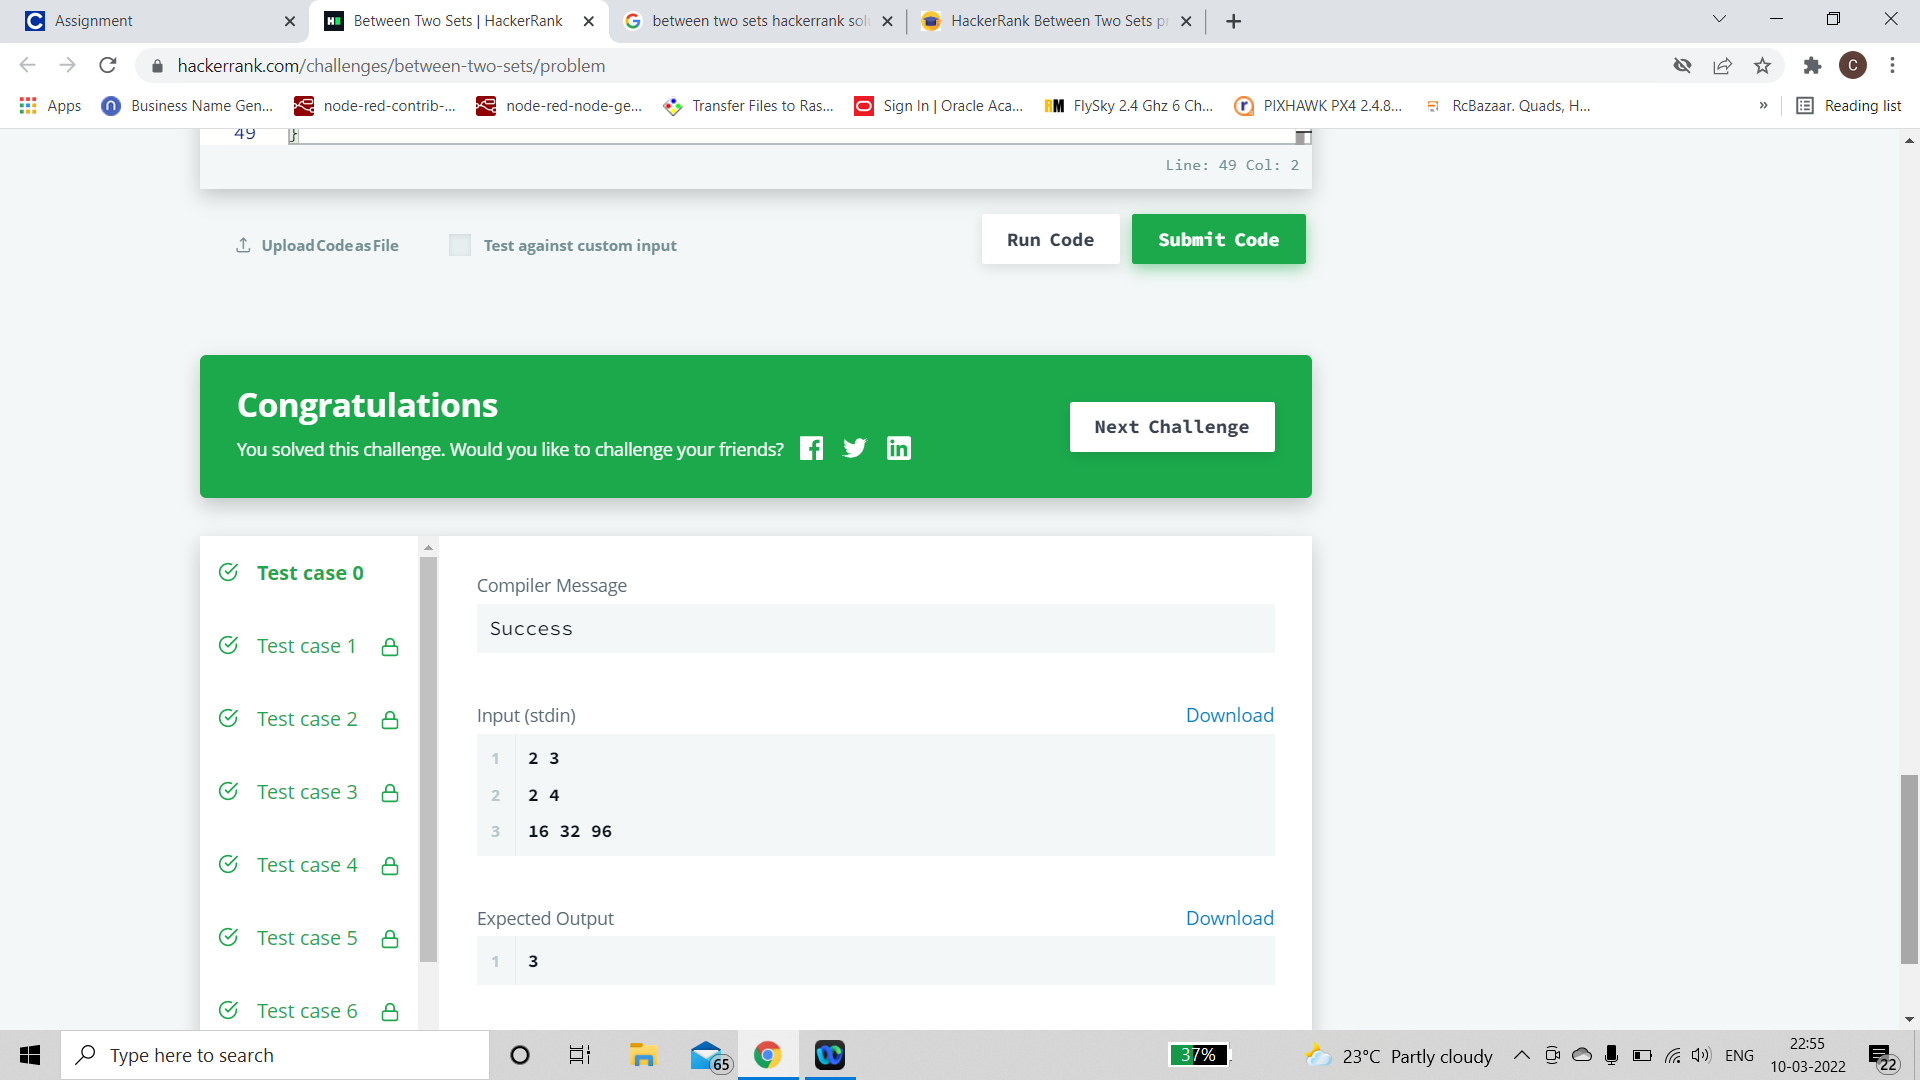 Assignment
Between Two Sets | HackerRank
between two sets hackerrank sol
HackerRank Between Two Sets pr
hackerrank.com/challenges/between-two-sets/problem
C
Apps
Business Name Gen...
node-red-contrib-...
node-red-node-ge...
Transfer Files to Ras...
Sign In | Oracle Aca...
FlySky 2.4 Ghz 6 Ch...
PIXHAWK PX4 2.4.8...
RcBazaar. Quads, H...
»
Reading list
49 }
Line: 49 Col: 2
Upload Code as File
Test against custom input
Run Code
Submit Code
Congratulations
You solved this challenge. Would you like to challenge your friends?
Next Challenge
Test case 0
Test case 1
Test case 2
Test case 3
Test case 4
Test case 5
Test case 6
Compiler Message
Success
Input (stdin)
Download
1 2 3
2 2 4
3 16 32 96
Expected Output
Download
1 3
Type here to search
65
37%
23°C Partly cloudy
ENG
22:55
10-03-2022
22